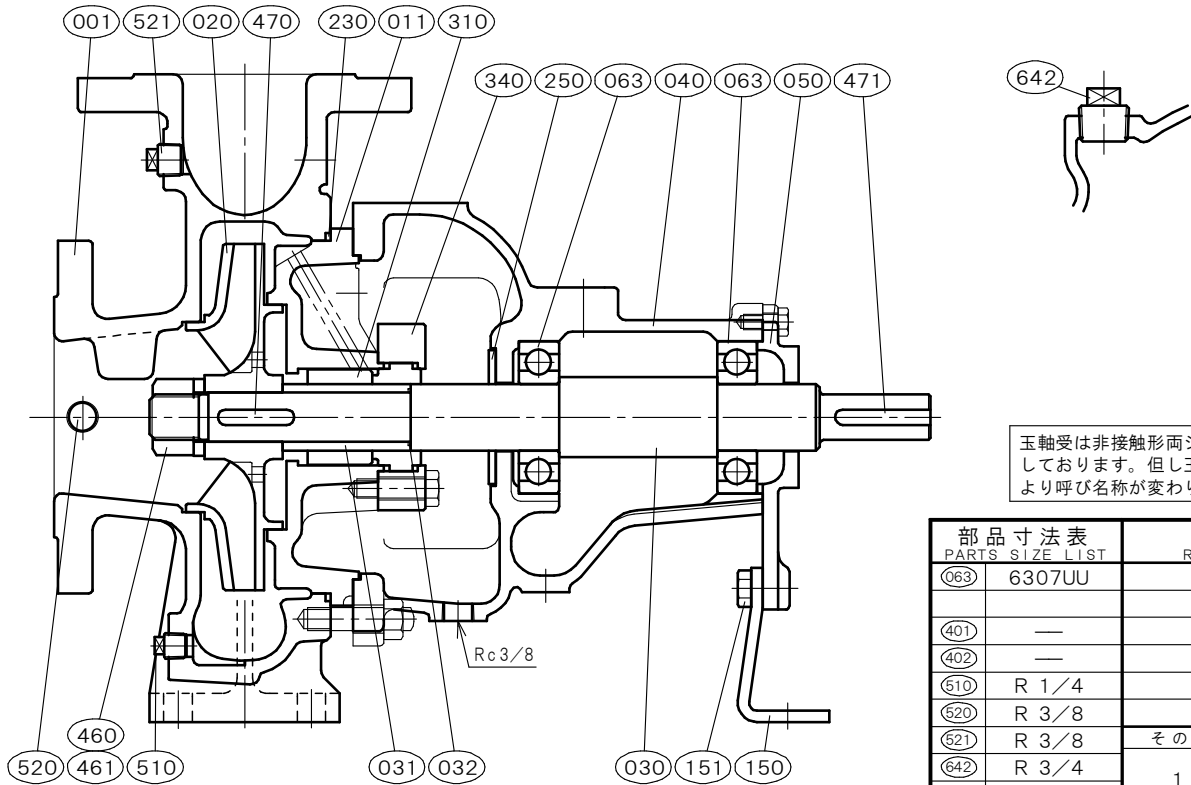 001 521 020 470 230 011 310
340 250 063 040 063 050 471
642
玉軸受は非接触形両シ
しております。但し玉
より呼び名称が変わり
Rc3/8
460
520 461 510
031 032
030 151 150
部品寸法表
PARTS SIZE LIST R
063 6307UU
401 —
402 —
510 R 1/4
520 R 3/8
521 R 3/8 その
642 R 3/4
1